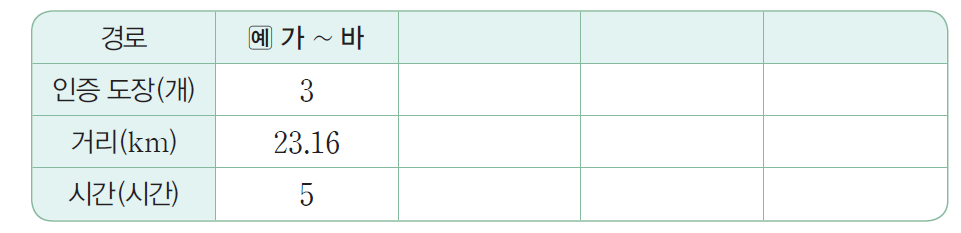 경로 예 가 ~ 바
인증 도장(개) 3
거리(km) 23.16
시간(시간) 5